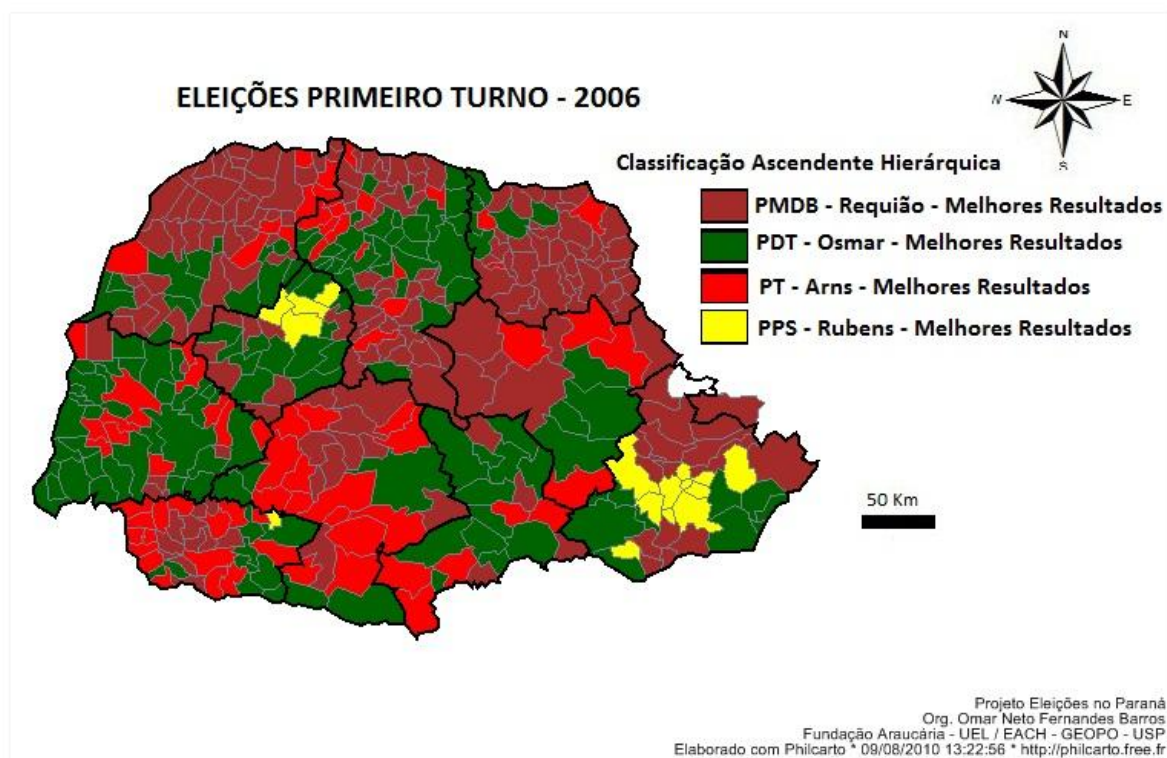 ELEIÇÕES PRIMEIRO TURNO - 2006
N
N
E
S
Classificação Ascendente Hierárquica
PMDB - Requião - Melhores Resultados
PDT - Osmar - Melhores Resultados
PT - Arns - Melhores Resultados
PPS - Rubens - Melhores Resultados
50 Km
Projeto Eleições no Paraná
Org. Omar Neto Fernandes Barros
Fundação Araucária - UEL / EACH - GEOPO - USP
Elaborado com Philcarto * 09/08/2010 13:22:56 * http://philcarto.free.fr